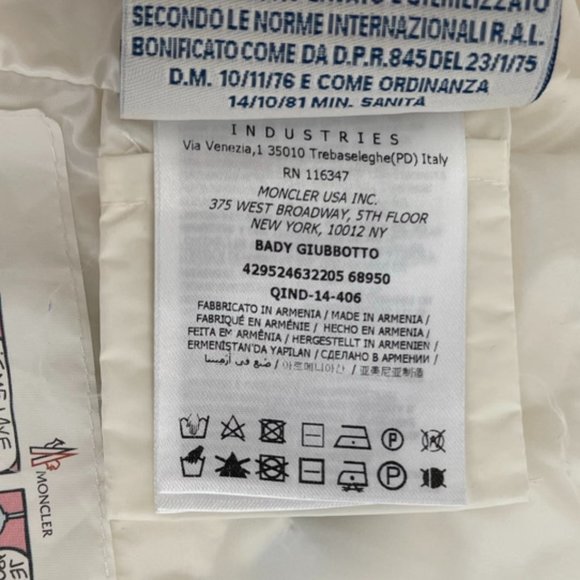 E IGIENIZZATO
SECONDO LE NORME INTERNAZIONALI R.A.L.
BONIFICATO COME DA D.P.R. 845 DEL 23/1/75
D.M. 10/11/76 E COME ORDINANZA
14/10/81 MIN. SANITÀ
INDUSTRIES
Via Venezia,1 35010 Trebaseleghe(PD) Italy
RN 116347
MONCLER USA INC.
375 WEST BROADWAY, 5TH FLOOR
NEW YORK, 10012 NY
BADY GIUBBOTTO
429524632205 68950
QIND-14-406
FABBRICATO IN ARMENIA / MADE IN ARMENIA /
FABRIQUÉ EN ARMÉNIE / HECHO EN ARMENIA /
FEITA EM ARMÊNIA / HERGESTELLT IN ARMENIEN /
ERMENİSTAN'DA YAPILAN / СДЕЛАНО В АРМЕНИИ /
صنع في أرمينيا / 아르메니아산 / 亚美尼亚制造
P
P
MONCLER
JE